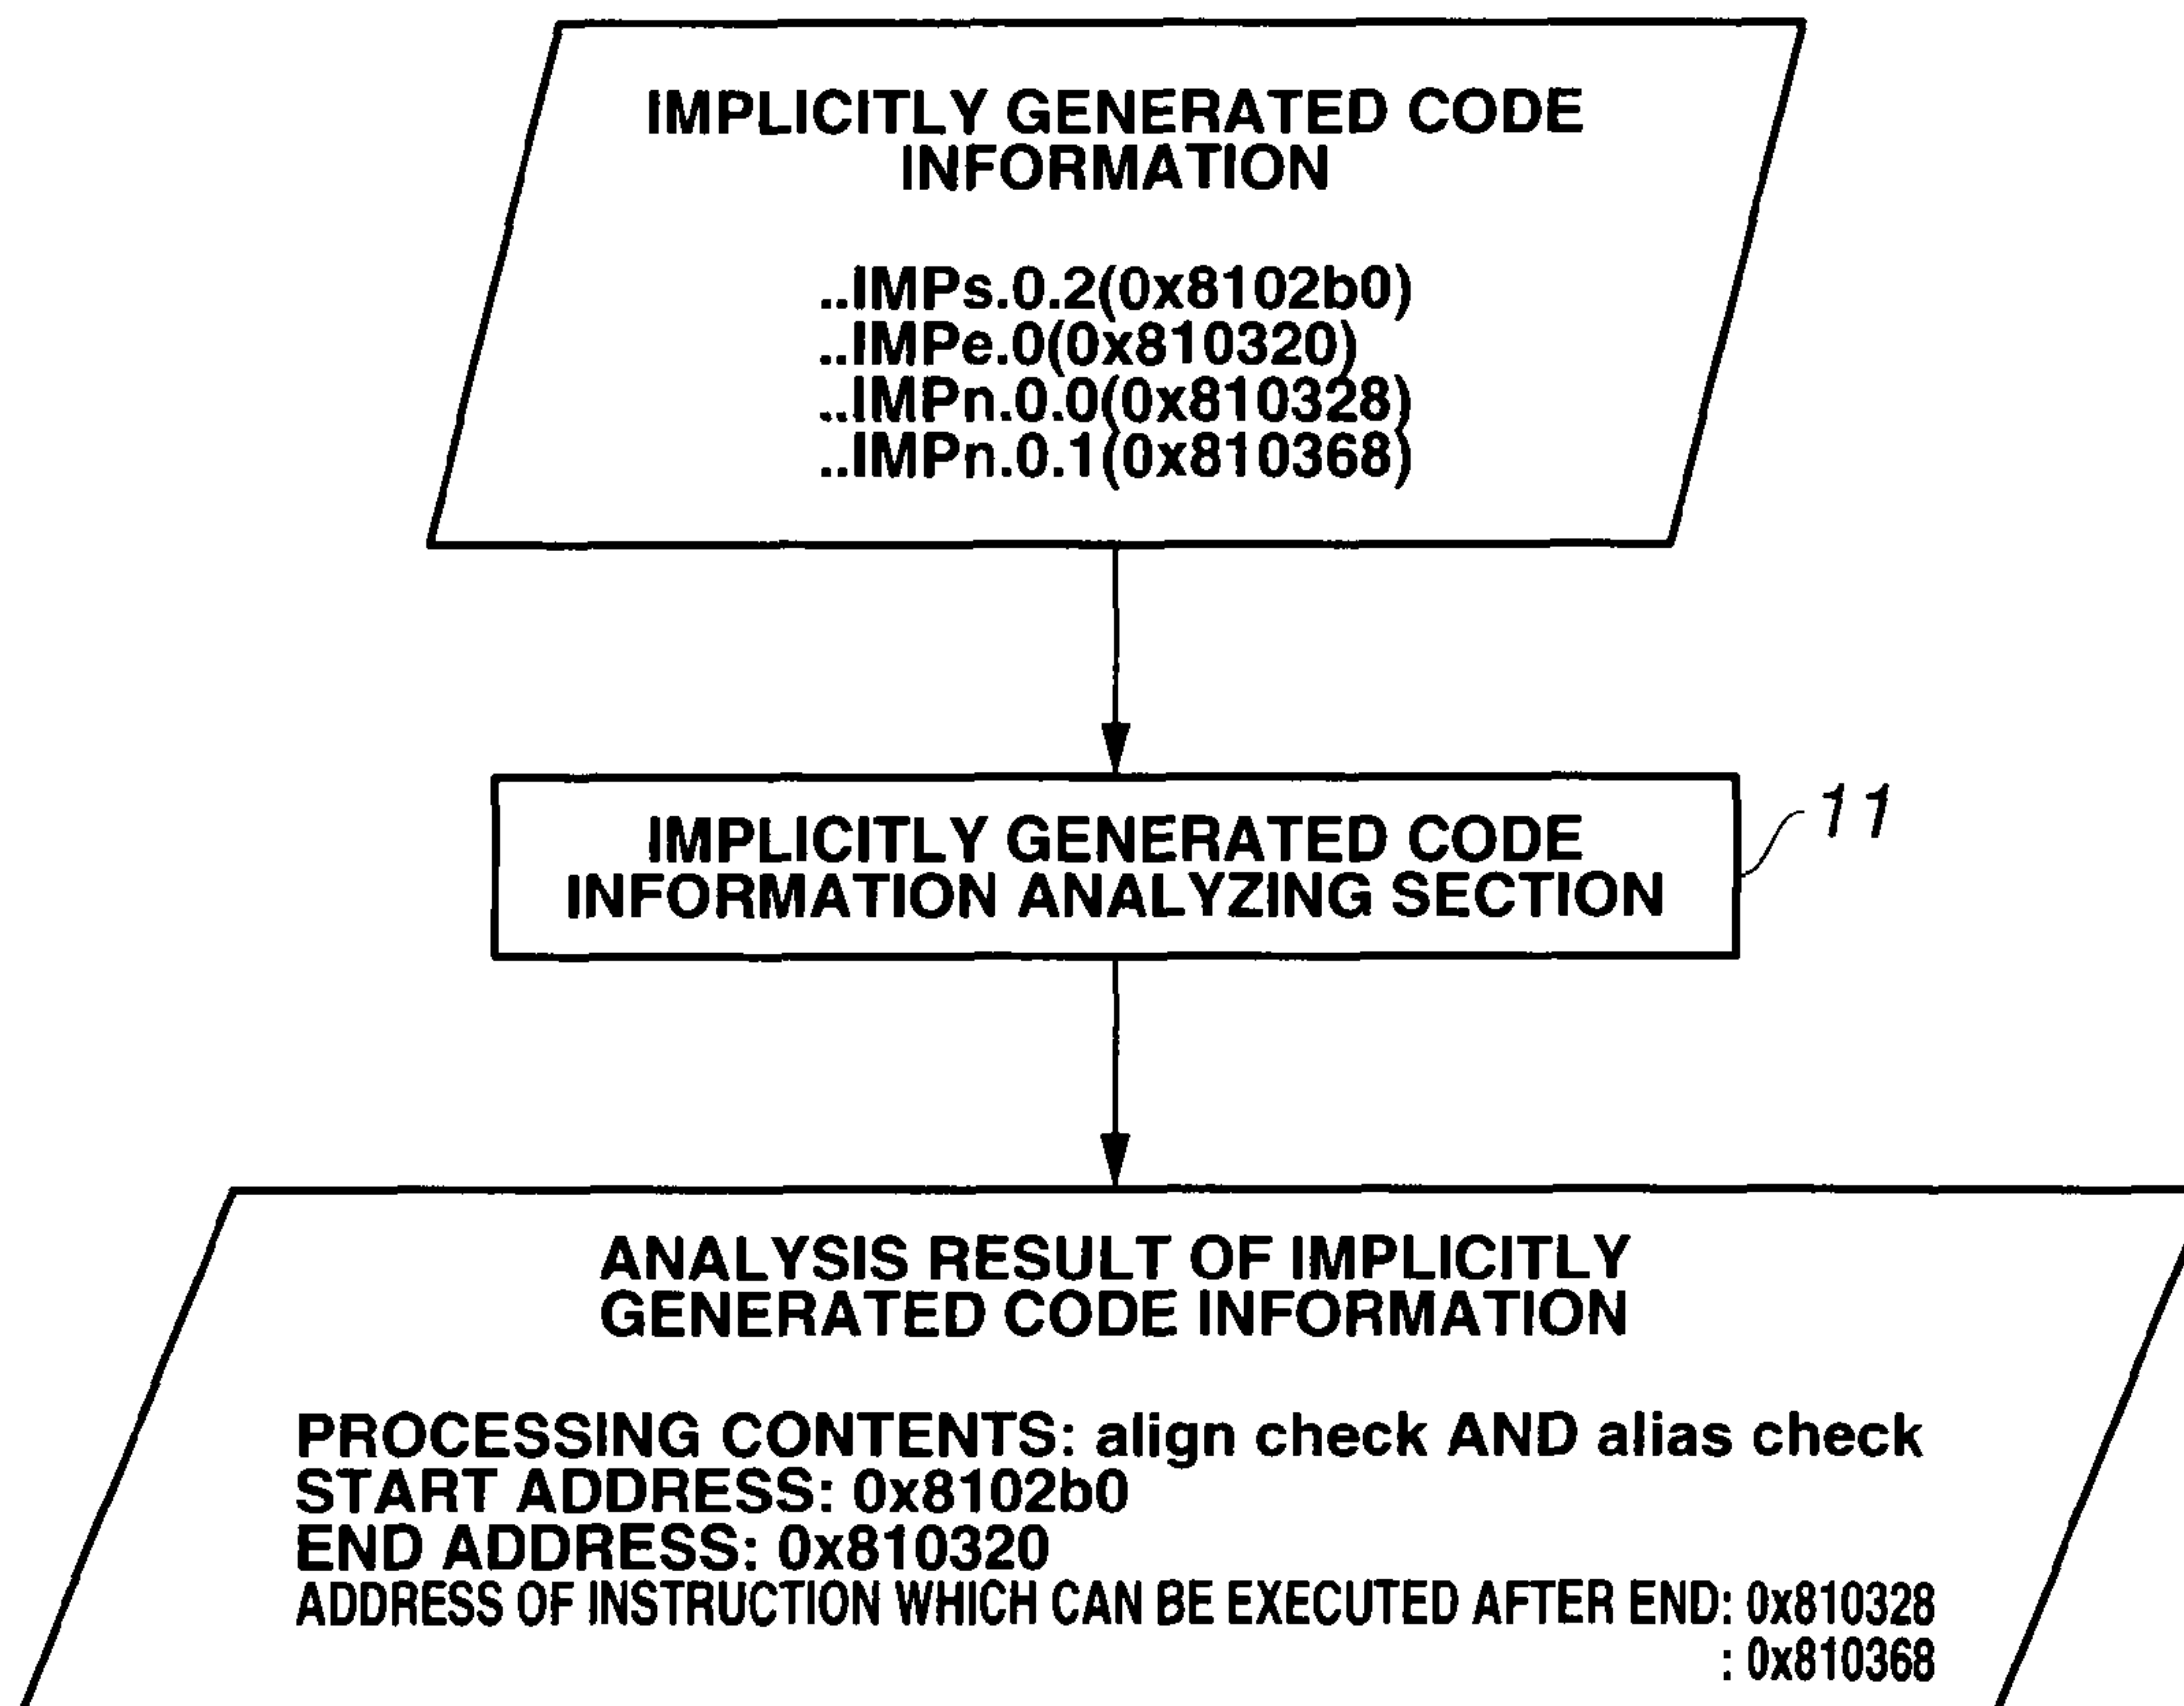 IMPLICITLY GENERATED CODE
INFORMATION
..IMPs.0.2(0x8102b0)
..IMPe.0(0x810320)
..IMPn.0.0(0x810328)
..IMPn.0.1(0x810368)
IMPLICITLY GENERATED CODE
INFORMATION ANALYZING SECTION
11
ANALYSIS RESULT OF IMPLICITLY
GENERATED CODE INFORMATION
PROCESSING CONTENTS: align check AND alias check
START ADDRESS: 0x8102b0
END ADDRESS: 0x810320
ADDRESS OF INSTRUCTION WHICH CAN BE EXECUTED AFTER END: 0x810328
: 0x810368